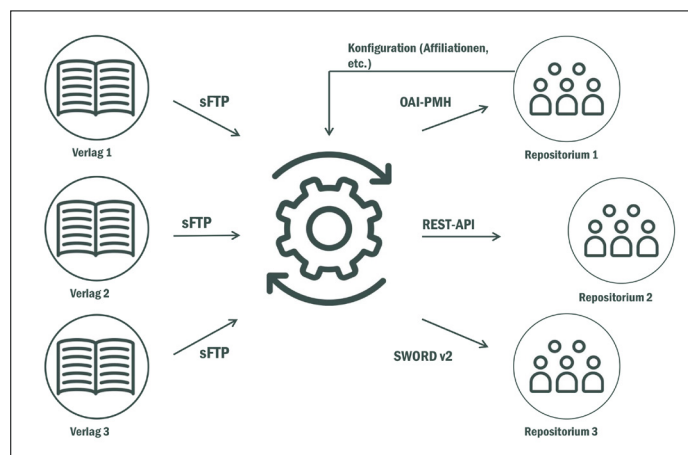 Konfiguration (Affiliationen,
etc.)
sFTP
OAI-PMH
Verlag 1
Repositorium 1
sFTP
REST-API
Verlag 2
Repositorium 2
sFTP
SWORD v2
Verlag 3
Repositorium 3